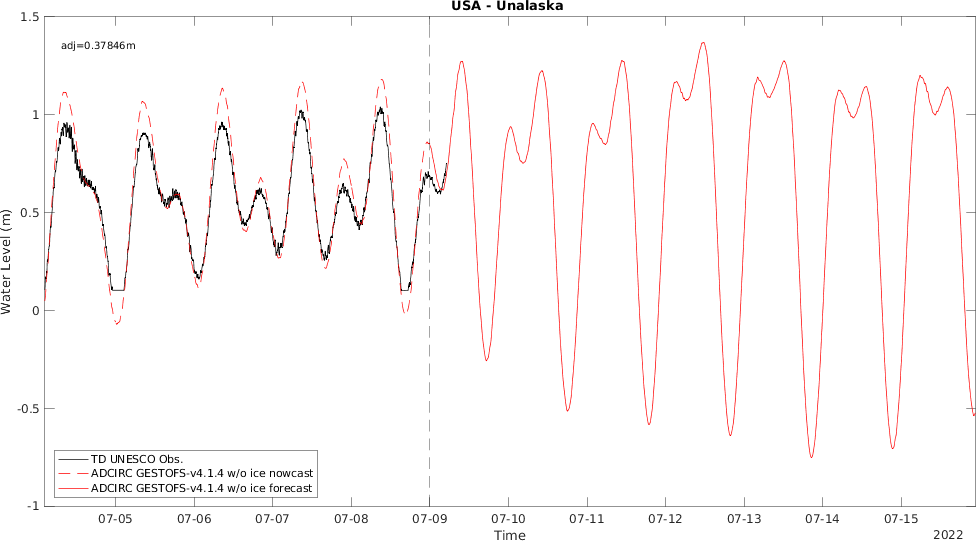 USA - Unalaska
adj=0.37846m
Water Level (m)
1.5
1
0.5
0
-0.5
-1
TD UNESCO Obs.
ADCIRC GESTOFS-v4.1.4 w/o ice nowcast
ADCIRC GESTOFS-v4.1.4 w/o ice forecast
07-05 07-06 07-07 07-08 07-09 07-10 07-11 07-12 07-13 07-14 07-15
Time
2022